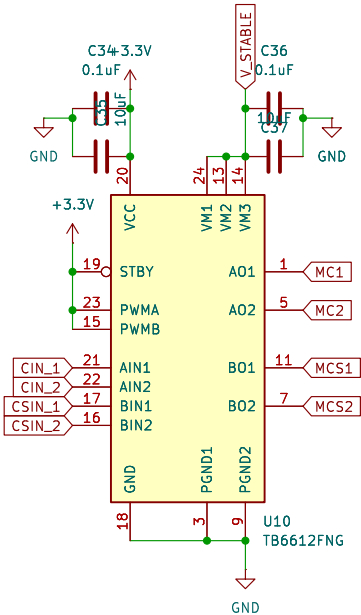 C34
+3.3V
0.1uF
C35
10uF
GND
V_STABLE
C36
0.1uF
10uF
C37
GND
+3.3V
20
24
13
14
VCC
VM1
VM2
VM3
19
STBY
AO1
1
MC1
23
PWMA
AO2
5
MC2
15
PWMB
CIN_1
21
AIN1
BO1
11
MCS1
CIN_2
22
AIN2
CSIN_1
17
BIN1
BO2
7
MCS2
CSIN_2
16
BIN2
GND
PGND1
PGND2
18
3
9
U10
TB6612FNG
GND